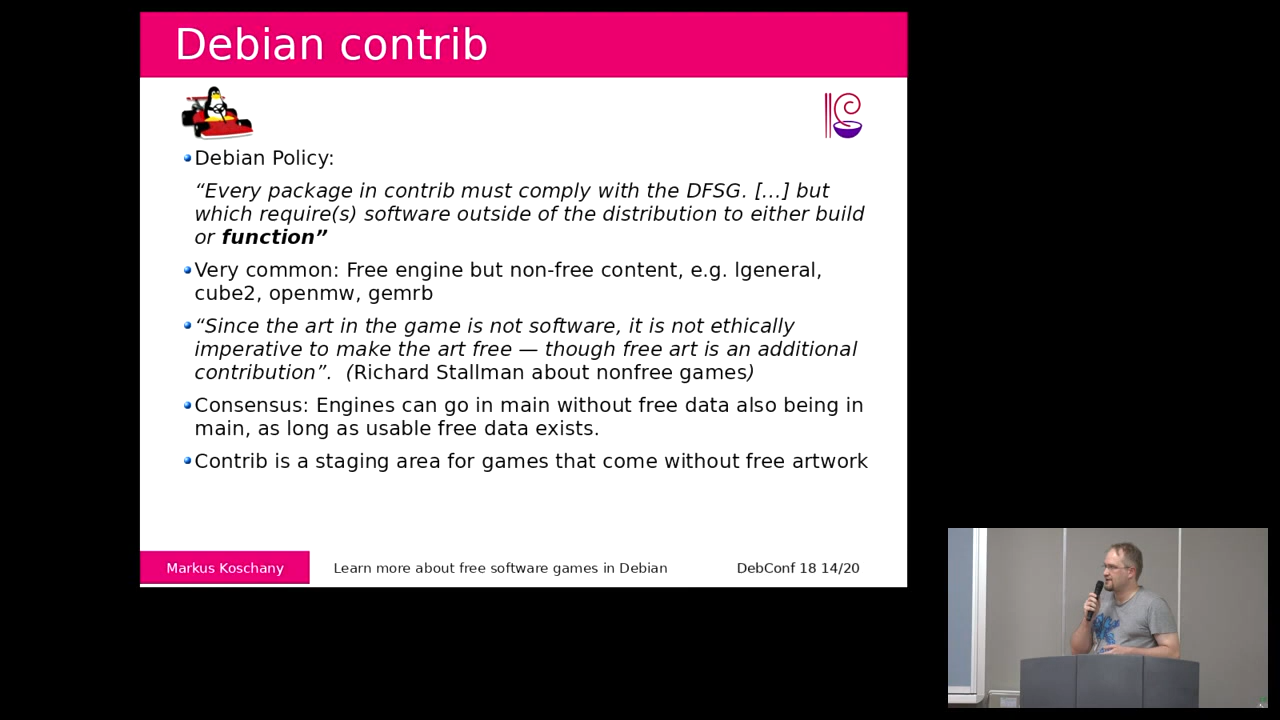 Debian contrib
Debian Policy:
“Every package in contrib must comply with the DFSG. [...] but
which require(s) software outside of the distribution to either build
or function”
Very common: Free engine but non-free content, e.g. lgeneral,
cube2, openmw, gemrb
“Since the art in the game is not software, it is not ethically
imperative to make the art free — though free art is an additional
contribution”.  (Richard Stallman about nonfree games)
Consensus: Engines can go in main without free data also being in
main, as long as usable free data exists.
Contrib is a staging area for games that come without free artwork
Markus Koschany
Learn more about free software games in Debian
DebConf 18 14/20